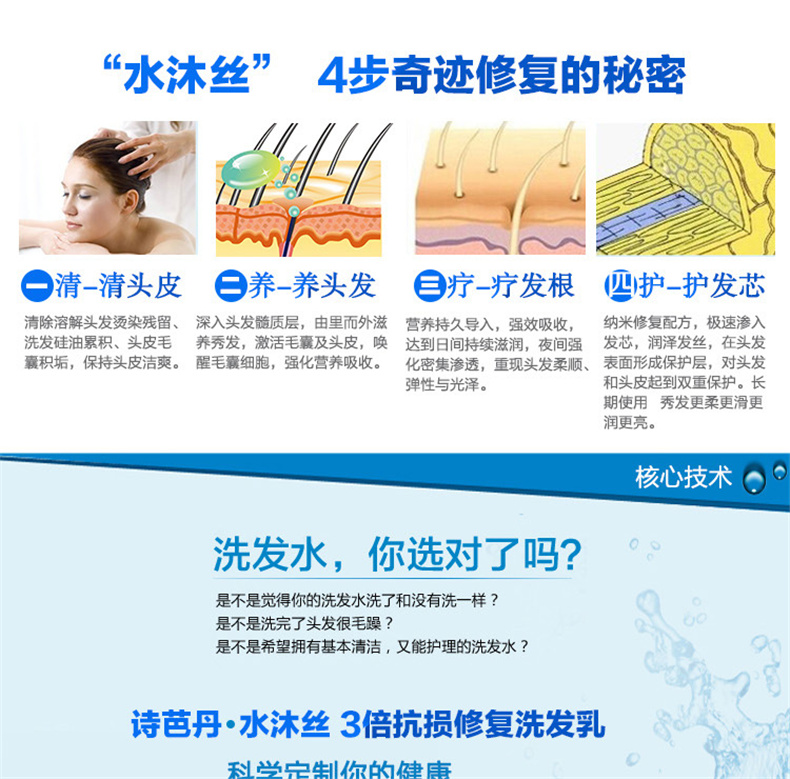 “水沐丝” 4步奇迹修复的秘密
一清-清头皮
清除溶解头发烫染残留、
洗发硅油累积、头皮毛
囊积垢，保持头皮洁爽。
二养-养头发
深入头发髓质层，由里而外滋
养秀发，激活毛囊及头皮，唤
醒毛囊细胞，强化营养吸收。
三疗-疗发根
营养持久导入，强效吸收，
达到日间持续滋润，夜间强
化密集渗透，重现头发柔顺、
弹性与光泽。
四护-护发芯
纳米修复配方，极速渗入
发芯，润泽发丝，在头发
表面形成保护层，对头发
和头皮起到双重保护。长
期使用 秀发更柔更滑更
润更亮。
核心技术
洗发水，你选对了吗?
是不是觉得你的洗发水洗了和没有洗一样？
是不是洗完了头发很毛躁？
是不是希望拥有基本清洁，又能护理的洗发水？
诗芭丹·水沐丝 3倍抗损修复洗发乳
科学定制你的健康